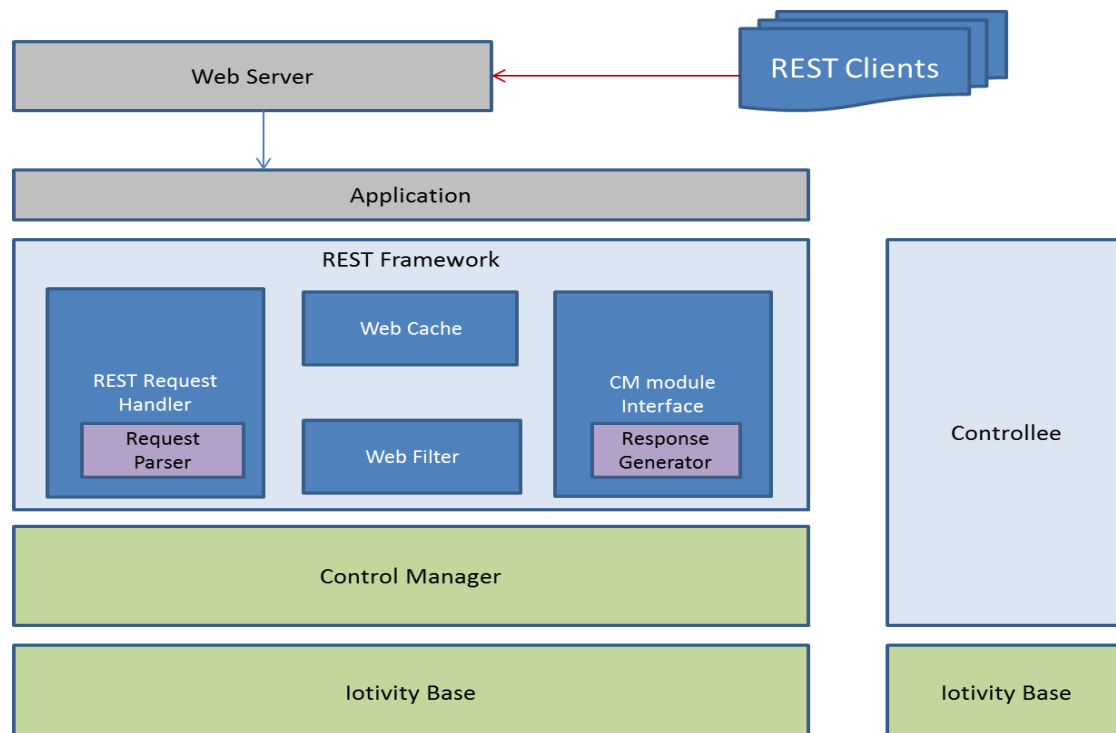 REST Clients
Web Server
Application
REST Framework
REST Request
Handler
Request
Parser
Web Cache
Web Filter
CM module
Interface
Response
Generator
Controllee
Control Manager
Iotivity Base
Iotivity Base